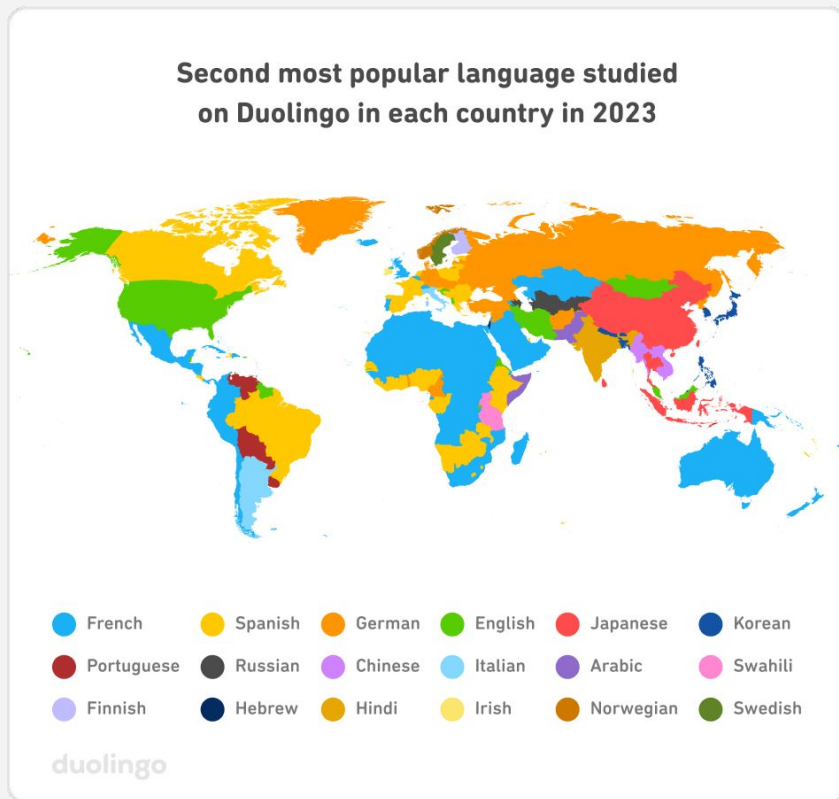 Second most popular language studied
on Duolingo in each country in 2023
French Spanish German English Japanese Korean
Portuguese Russian Chinese Italian Arabic Swahili
Finnish Hebrew Hindi Irish Norwegian Swedish
duolingo